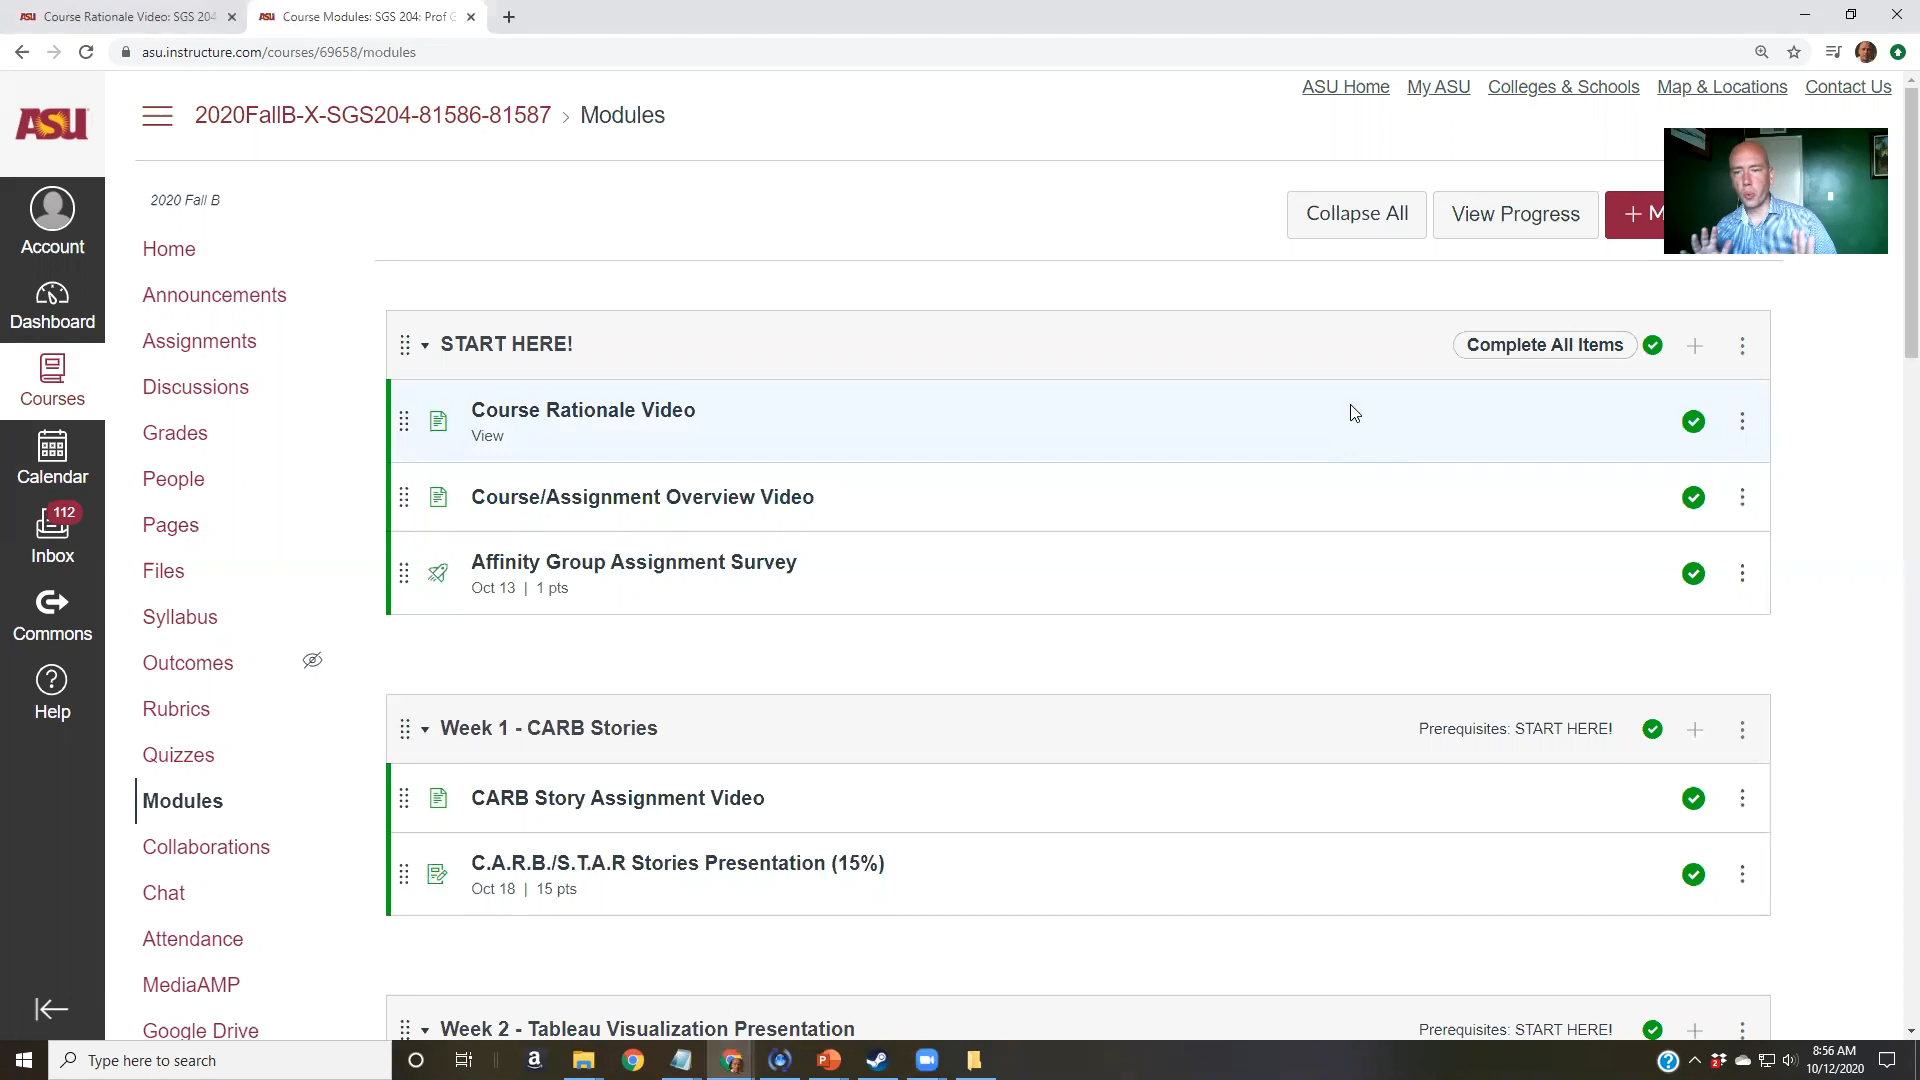 ASU Course Rationale Video: SGS 204
ASU Course Modules: SGS 204: Prof G
asu.instructure.com/courses/69658/modules
ASU Home My ASU Colleges & Schools Map & Locations Contact Us
ASU
2020FallB-X-SGS204-81586-81587 › Modules
2020 Fall B
Collapse All View Progress + M
Account
Dashboard
Courses
Calendar
112
Inbox
Commons
Help
Home
Announcements
Assignments
Discussions
Grades
People
Pages
Files
Syllabus
Outcomes
Rubrics
Quizzes
Modules
Collaborations
Chat
Attendance
MediaAMP
Google Drive
START HERE! Complete All Items
Course Rationale Video
View
Course/Assignment Overview Video
Affinity Group Assignment Survey
Oct 13 | 1 pts
Week 1 - CARB Stories Prerequisites: START HERE!
CARB Story Assignment Video
C.A.R.B./S.T.A.R Stories Presentation (15%)
Oct 18 | 15 pts
Week 2 - Tableau Visualization Presentation Prerequisites: START HERE!
Type here to search
8:56 AM
10/12/2020